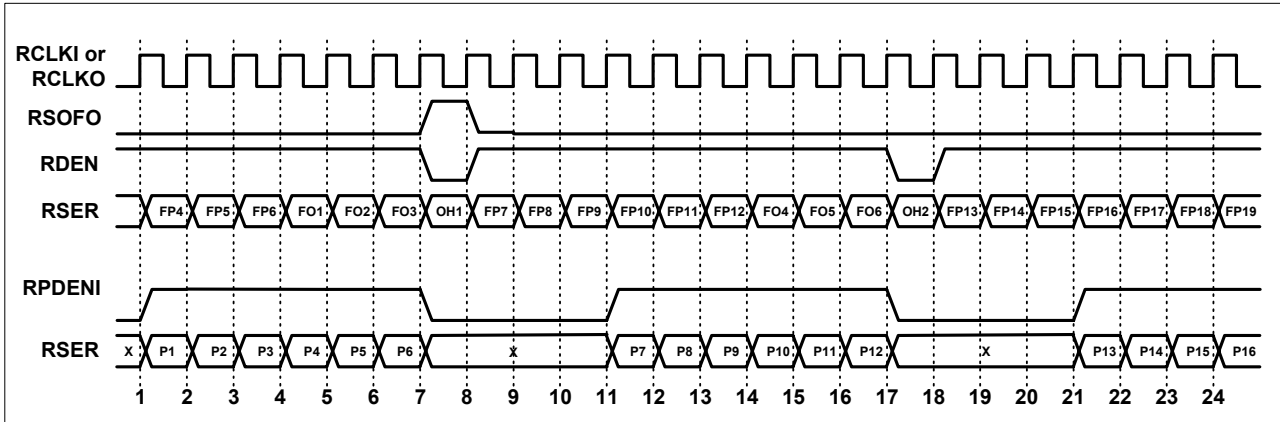 RCLKI or
RCLKO
RSOFO
RDEN
RSER FP4 FP5 FP6 FO1 FO2 FO3 OH1 FP7 FP8 FP9 FP10 FP11 FP12 FO4 FO5 FO6 OH2 FP13 FP14 FP15 FP16 FP17 FP18 FP19
RPDENI
RSER X P1 P2 P3 P4 P5 P6 X P7 P8 P9 P10 P11 P12 X P13 P14 P15 P16
1 2 3 4 5 6 7 8 9 10 11 12 13 14 15 16 17 18 19 20 21 22 23 24